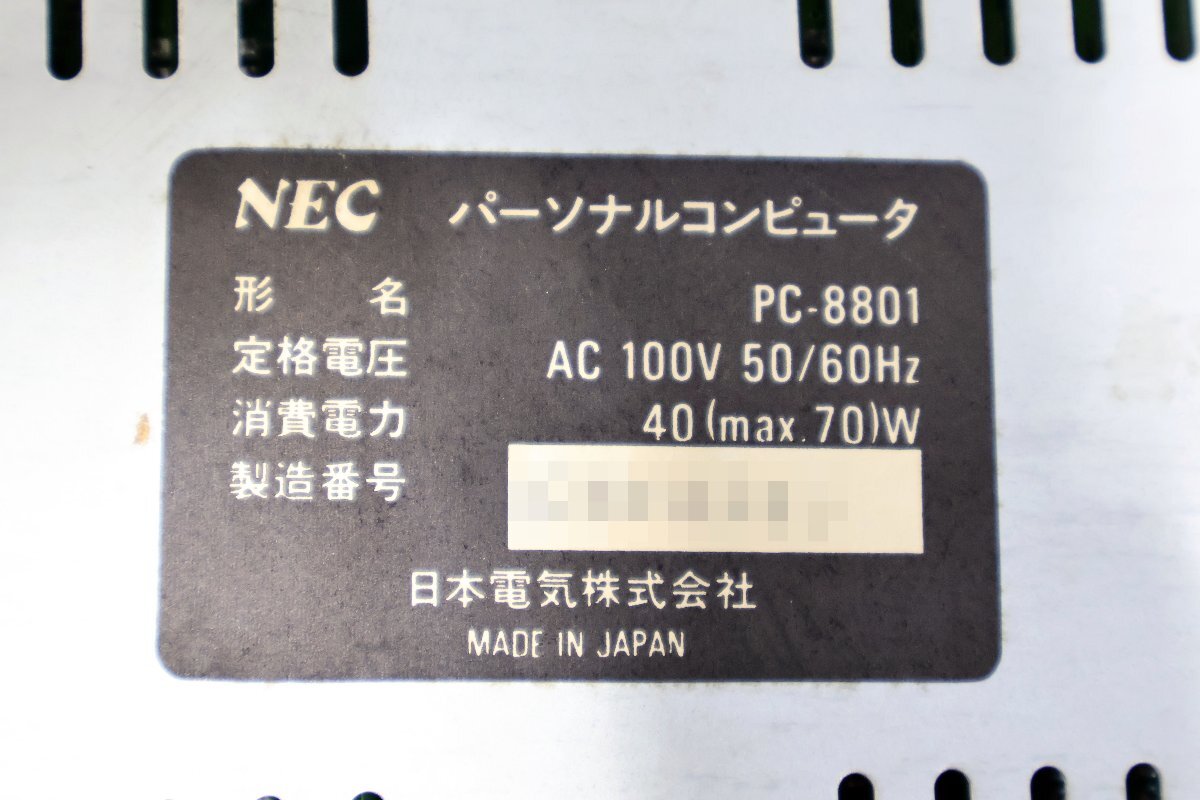 NEC パーソナルコンピュータ
形名 PC-8801
定格電圧 AC 100V 50/60Hz
消費電力 40(max.70)W
製造番号
日本電気株式会社
MADE IN JAPAN